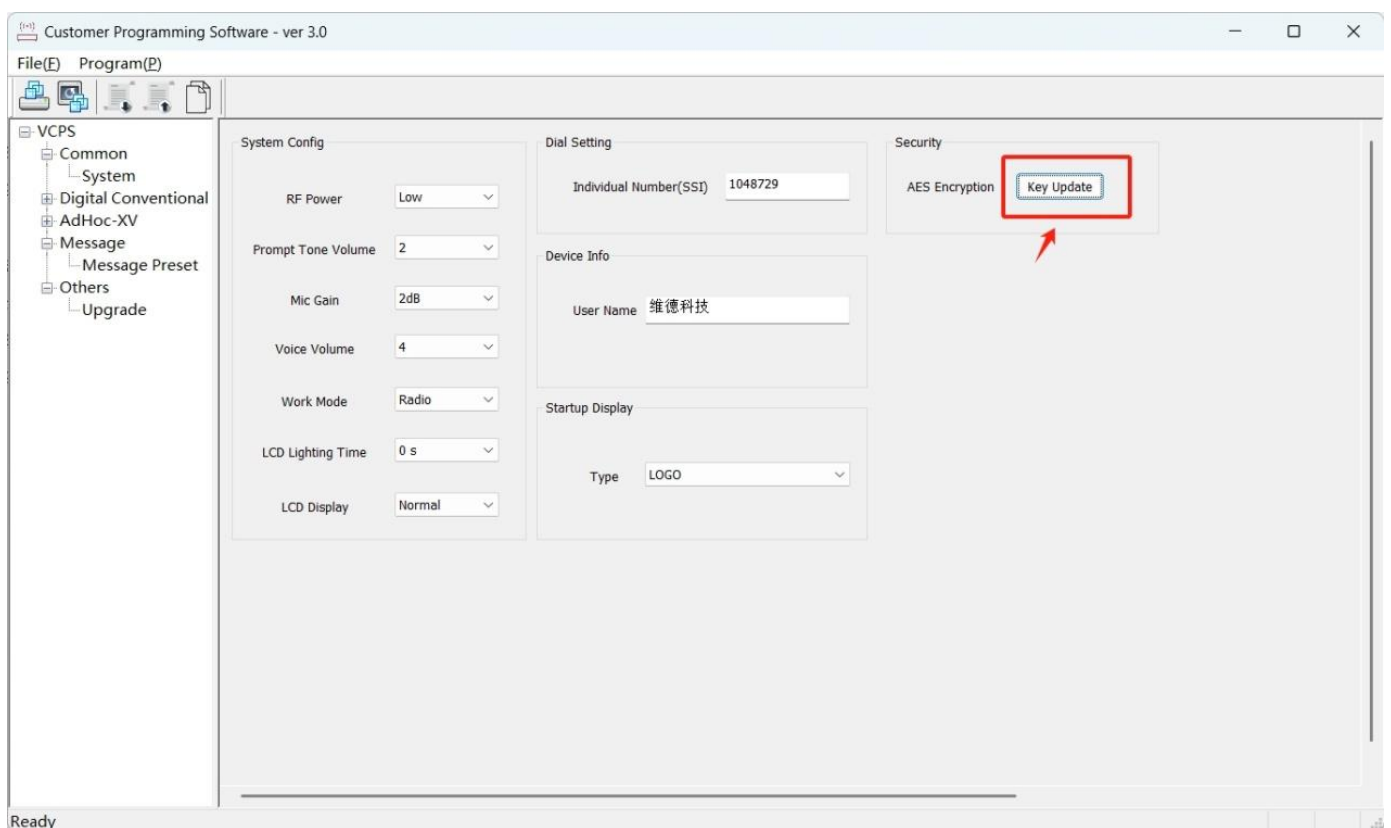 Customer Programming Software - ver 3.0
File(F) Program(P)
VCPS
Common
System
Digital Conventional
AdHoc-XV
Message
Message Preset
Others
Upgrade
System Config
RF Power Low
Prompt Tone Volume 2
Mic Gain 2dB
Voice Volume 4
Work Mode Radio
LCD Lighting Time 0 s
LCD Display Normal
Dial Setting
Individual Number(SSI) 1048729
Device Info
User Name 维德科技
Startup Display
Type LOGO
Security
AES Encryption Key Update
Ready